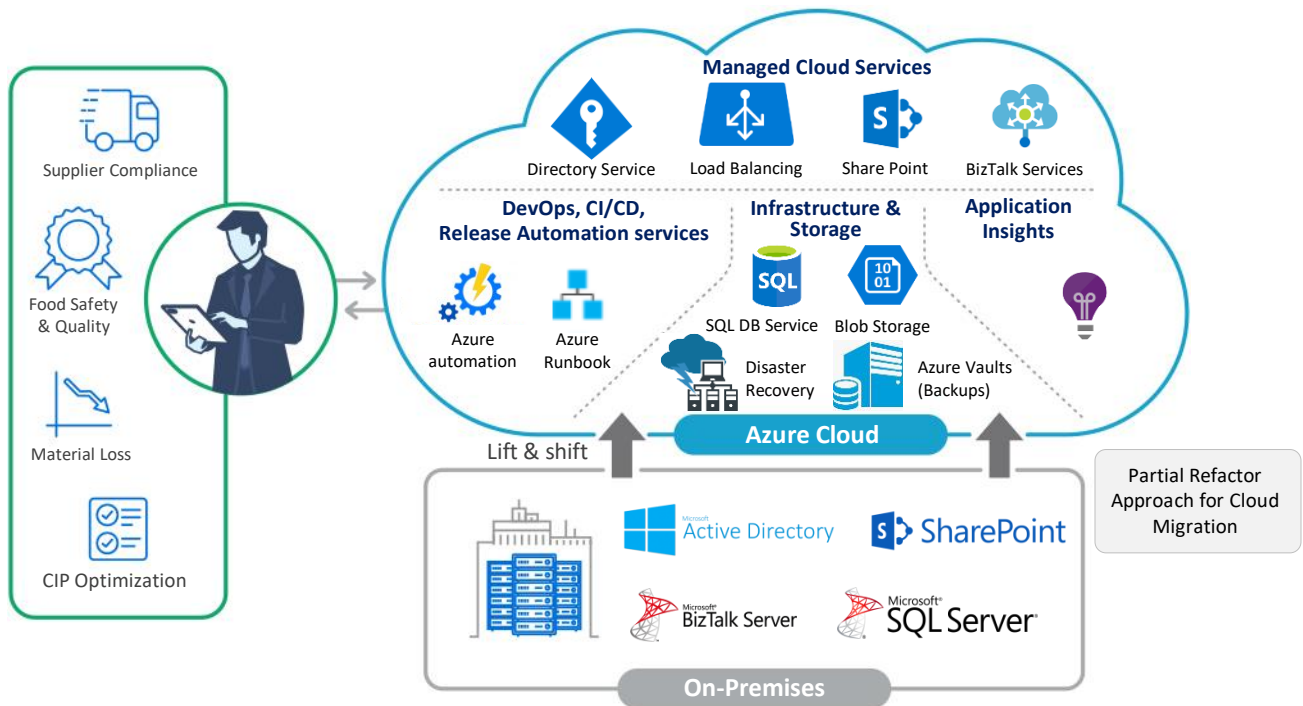 Supplier Compliance
Food Safety
& Quality
Material Loss
CIP Optimization
Managed Cloud Services
Directory Service
Load Balancing
S
Share Point
BizTalk Services
DevOps, CI/CD,
Release Automation services
Azure
automation
Azure
Runbook
Infrastructure &
Storage
SQL
SQL DB Service
10
01
Blob Storage
Disaster
Recovery
Azure Vaults
(Backups)
Application
Insights
Azure Cloud
Lift & shift
Microsoft
Active Directory
S SharePoint
Microsoft®
BizTalk Server
Microsoft®
SQL Server®
On-Premises
Partial Refactor
Approach for Cloud
Migration